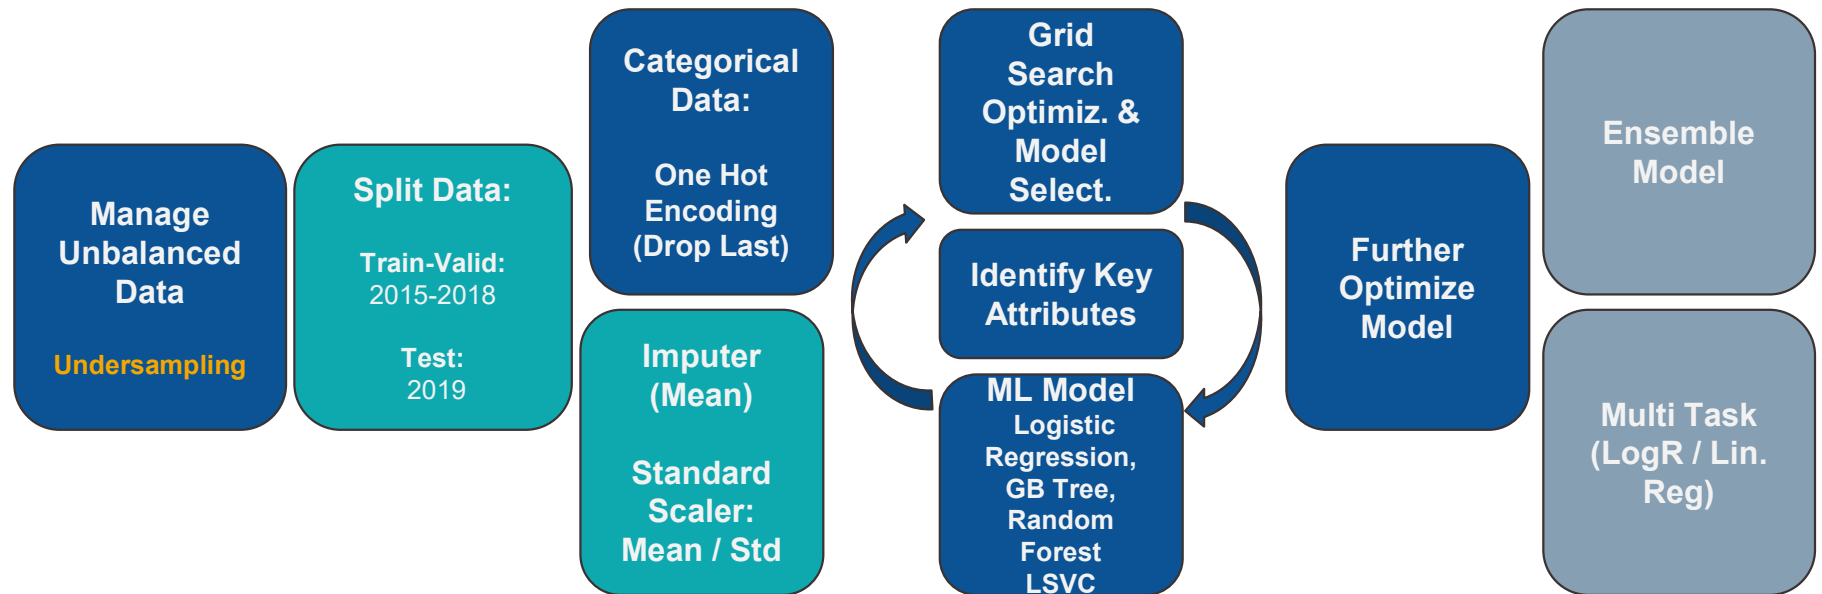 Manage
Unbalanced
Data
Undersampling
Split Data:
Train-Valid:
2015-2018
Test:
2019
Categorical
Data:
One Hot
Encoding
(Drop Last)
Imputer
(Mean)
Standard
Scaler:
Mean / Std
Grid
Search
Optimiz. &
Model
Select.
Identify Key
Attributes
ML Model
Logistic
Regression,
GB Tree,
Random
Forest
LSVC
Further
Optimize
Model
Ensemble
Model
Multi Task
(LogR / Lin.
Reg)